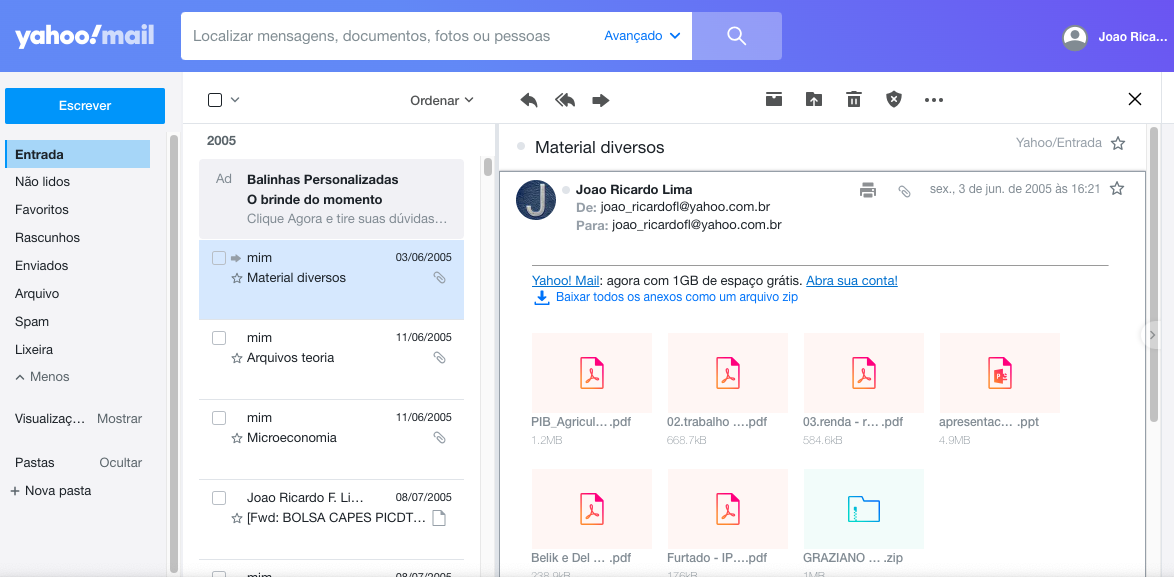 yahoo!mail
Localizar mensagens, documentos, fotos ou pessoas
Avançado
Joao Rica...
Escrever
Entrada
Não lidos
Favoritos
Rascunhos
Enviados
Arquivo
Spam
Lixeira
Menos
Visualizaç... Mostrar
Pastas Ocultar
+ Nova pasta
Ordenar
2005
Ad Balinhas Personalizadas
O brinde do momento
Clique Agora e tire suas dúvidas...
mim 03/06/2005
Material diversos
mim 11/06/2005
Arquivos teoria
mim 11/06/2005
Microeconomia
Joao Ricardo F. Li... 08/07/2005
[Fwd: BOLSA CAPES PICDT...
mim 08/07/2005
Material diversos
Yahoo/Entrada
Joao Ricardo Lima
sex., 3 de jun. de 2005 às 16:21
De: joao_ricardofl@yahoo.com.br
Para: joao_ricardofl@yahoo.com.br
Yahoo! Mail: agora com 1GB de espaço grátis. Abra sua conta!
Baixar todos os anexos como um arquivo zip
PIB_Agricul... .pdf
1.2MB
02.trabalho ....pdf
668.7kB
03.renda - r... .pdf
584.6kB
apresentac... .ppt
4.9MB
Belik e Del ... .pdf
238.9kB
Furtado - IP....pdf
176kB
GRAZIANO ... .zip
1MB